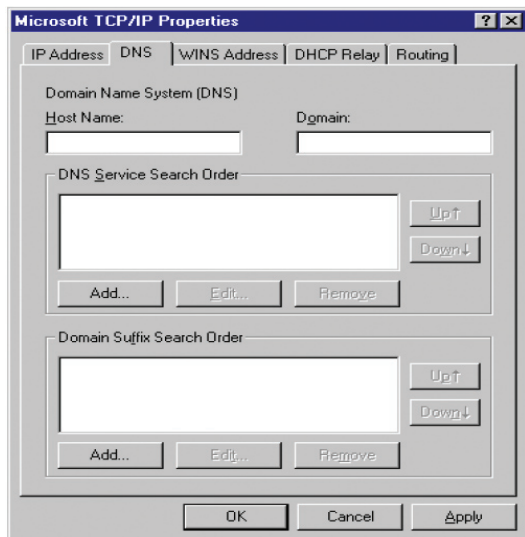 Microsoft TCP/IP Properties
IP Address DNS WINS Address DHCP Relay Routing
Domain Name System (DNS)
Host Name: Domain:
DNS Service Search Order
Up↑
Down↓
Add... Edit... Remove
Domain Suffix Search Order
Up↑
Down↓
Add... Edit... Remove
OK Cancel Apply